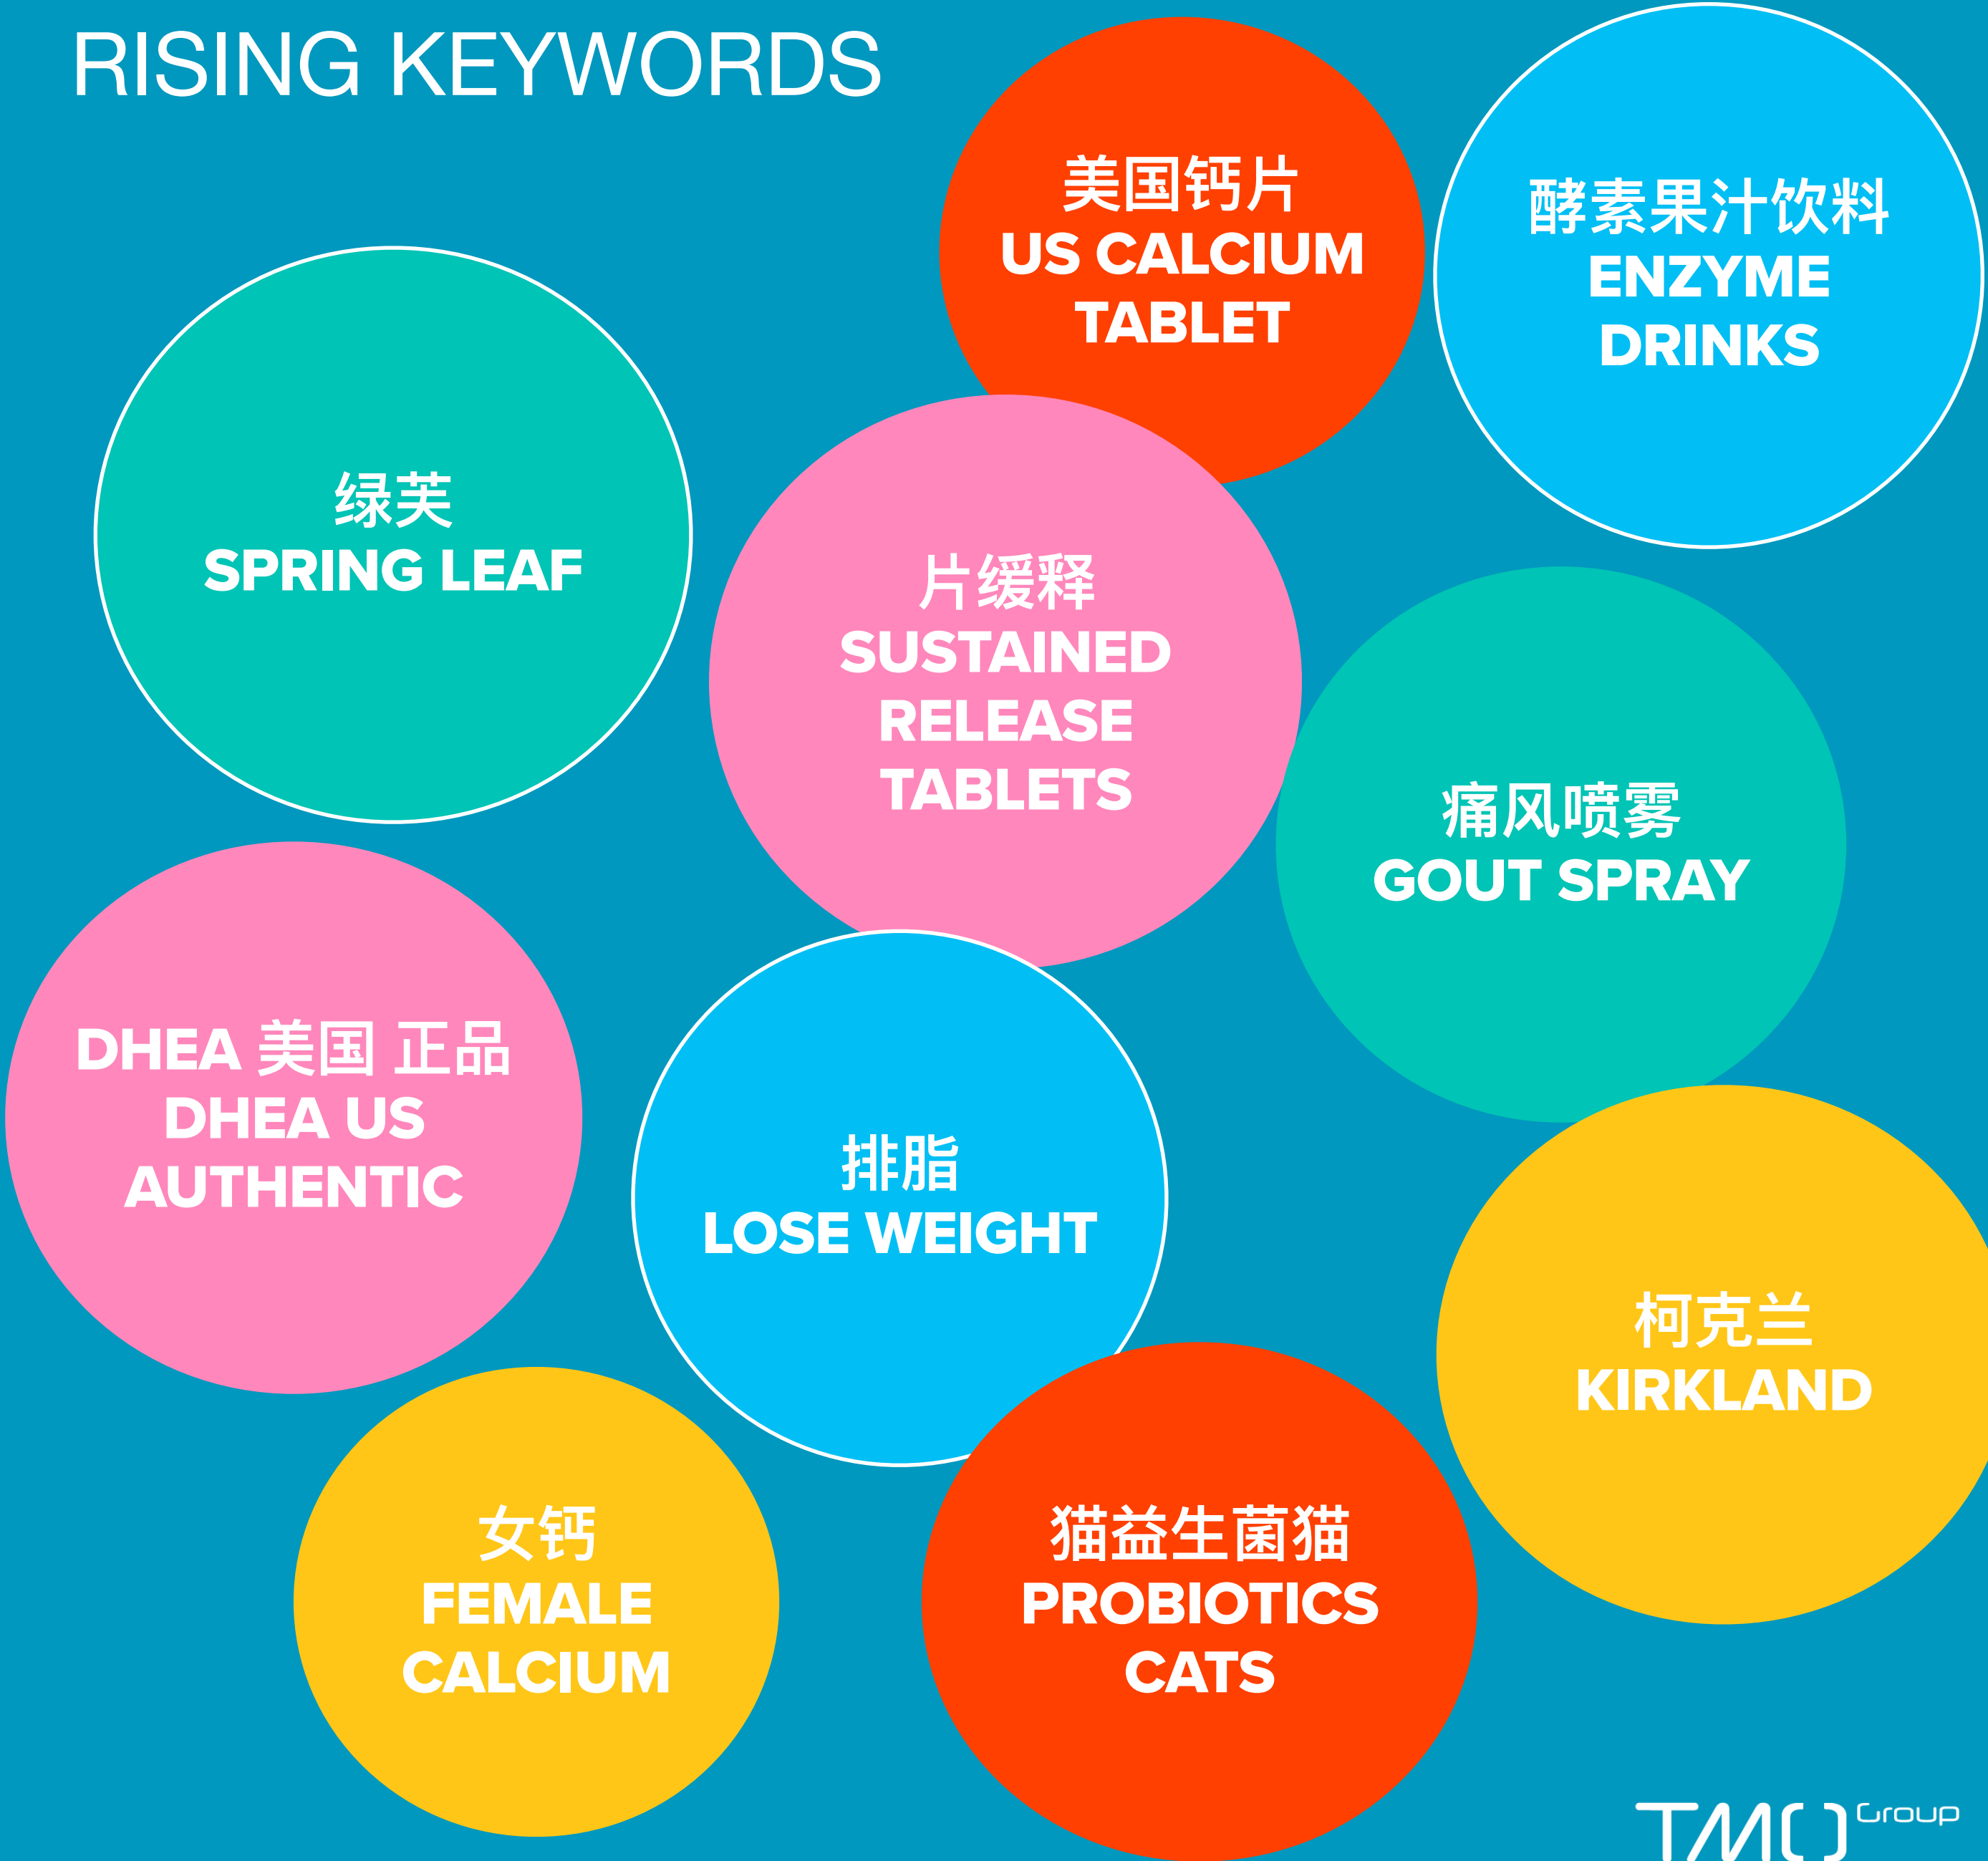 RISING KEYWORDS
美国钙片
US CALCIUM
TABLET
酵素果汁饮料
ENZYME
DRINKS
绿芙
SPRING LEAF
片缓释
SUSTAINED
RELEASE
TABLETS
痛风喷雾
GOUT SPRAY
DHEA 美国 正品
DHEA US
AUTHENTIC
排脂
LOSE WEIGHT
柯克兰
KIRKLAND
女钙
FEMALE
CALCIUM
猫益生菌猫
PROBIOTICS
CATS
TMO Group